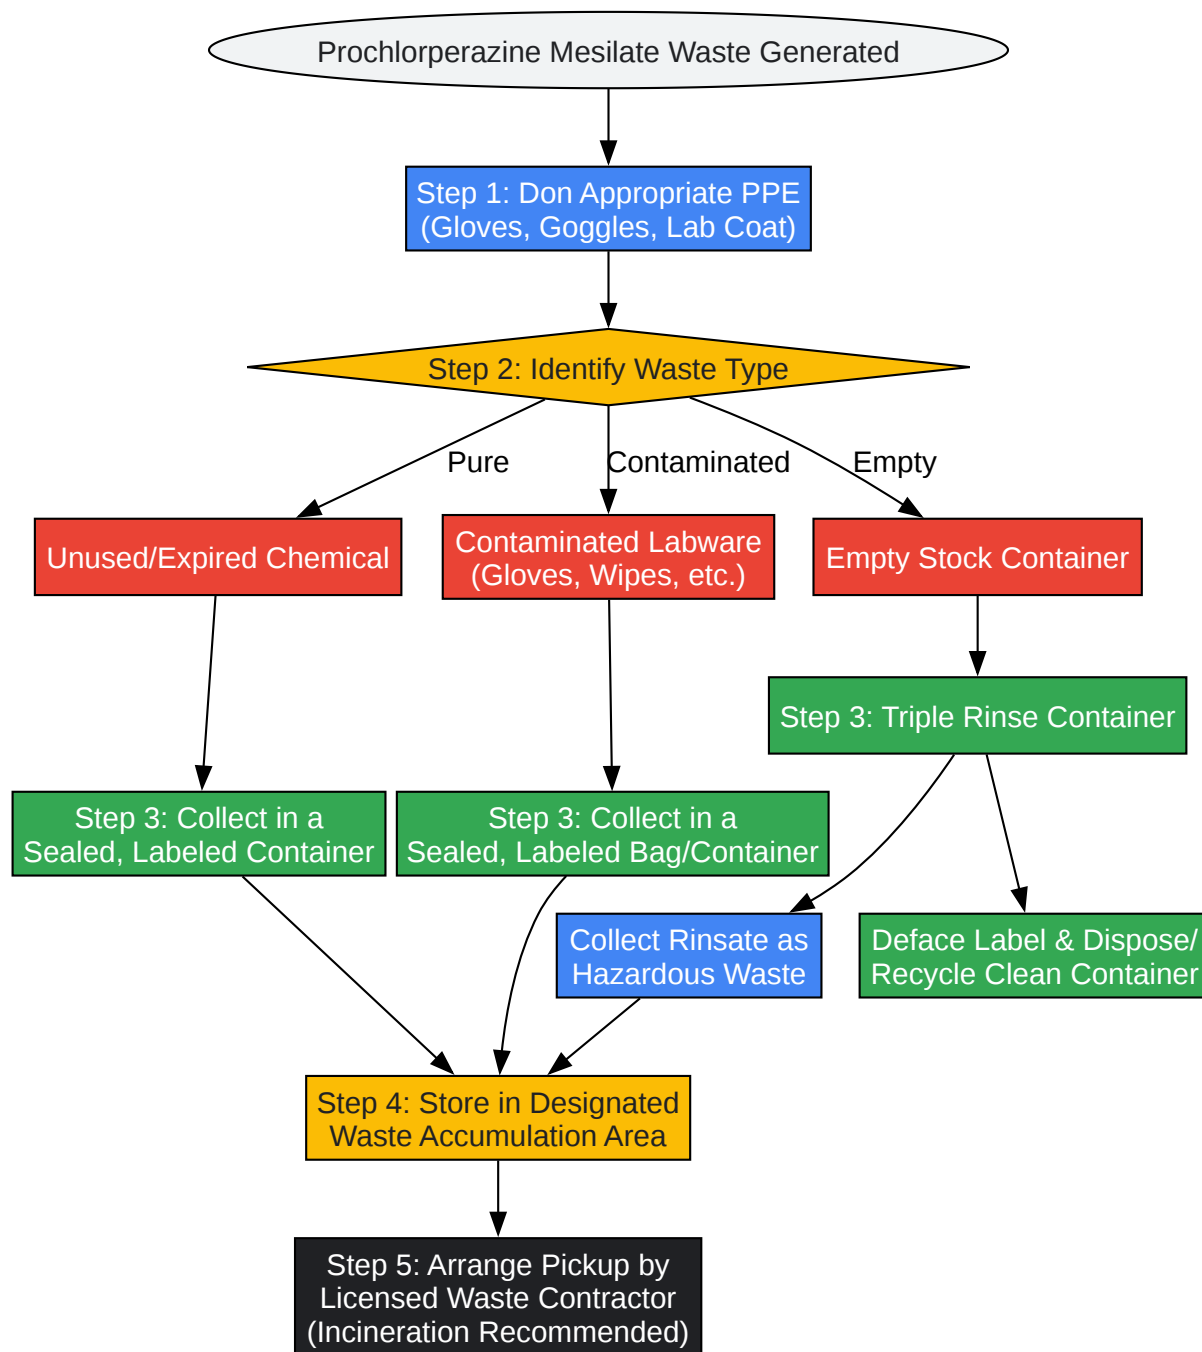 Prochlorperazine Mesilate Waste Generated
Step 1: Don Appropriate PPE
(Gloves, Goggles, Lab Coat)
Step 2: Identify Waste Type
Pure
Contaminated
Empty
Unused/Expired Chemical
Contaminated Labware
(Gloves, Wipes, etc.)
Empty Stock Container
Step 3: Triple Rinse Container
Step 3: Collect in a
Sealed, Labeled Container
Step 3: Collect in a
Sealed, Labeled Bag/Container
Collect Rinsate as
Hazardous Waste
Deface Label & Dispose/
Recycle Clean Container
Step 4: Store in Designated
Waste Accumulation Area
Step 5: Arrange Pickup by
Licensed Waste Contractor
(Incineration Recommended)